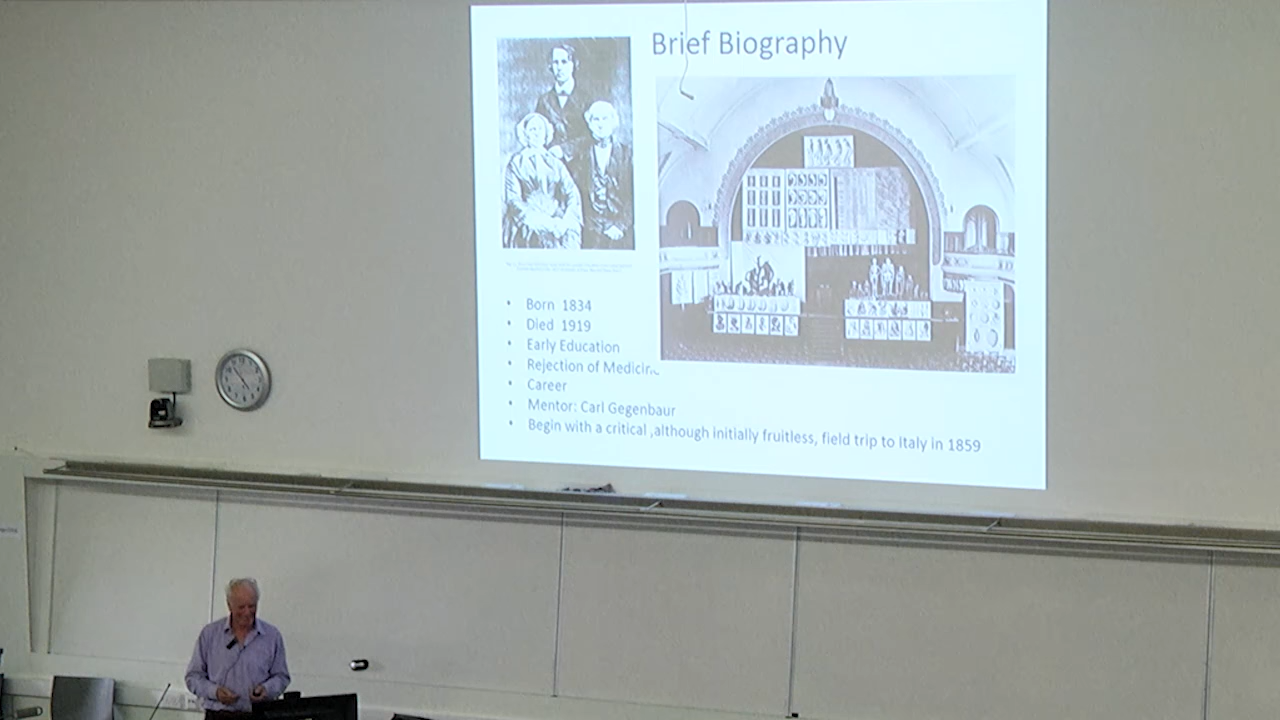 Brief Biography
• Born 1834
• Died 1919
• Early Education
• Rejection of Medicin
• Career
• Mentor: Carl Gegenbaur
• Begin with a critical ,although initially fruitless, field trip to Italy in 1859